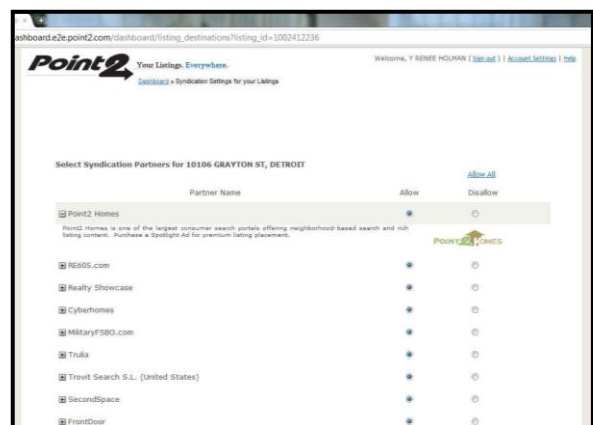 ashboard.e2e.point2.com/dashboard/listing_destinations?listing_id=1002412236
Point2 Your Listings. Everywhere.
Welcome, Y RENEE HOLMAN ( Sign out ) | Account Settings | Help
Dashboard » Syndication Settings for your Listings
Select Syndication Partners for 10106 GRAYTON ST, DETROIT
Allow All
Partner Name Allow Disallow
Point2 Homes
Point2 Homes is one of the largest consumer search portals offering neighborhood-based search and rich
listing content. Purchase a Spotlight Ad for premium listing placement.
POINT2HOMES
RE605.com
Realty Showcase
Cyberhomes
MilitaryFSBO.com
Trulia
Trovit Search S.L. (United States)
SecondSpace
FrontDoor